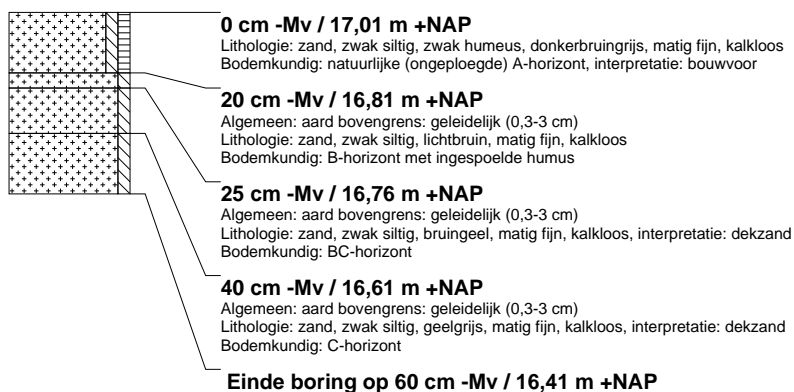 0 cm -Mv / 17,01 m +NAP
Lithologie: zand, zwak siltig, zwak humeus, donkerbruingrijs, matig fijn, kalkloos
Bodemkundig: natuurlijke (ongeploegde) A-horizont, interpretatie: bouwvoor
20 cm -Mv / 16,81 m +NAP
Algemeen: aard bovengrens: geleidelijk (0,3-3 cm)
Lithologie: zand, zwak siltig, lichtbruin, matig fijn, kalkloos
Bodemkundig: B-horizont met ingespoelde humus
25 cm -Mv / 16,76 m +NAP
Algemeen: aard bovengrens: geleidelijk (0,3-3 cm)
Lithologie: zand, zwak siltig, bruingeel, matig fijn, kalkloos, interpretatie: dekzand
Bodemkundig: BC-horizont
40 cm -Mv / 16,61 m +NAP
Algemeen: aard bovengrens: geleidelijk (0,3-3 cm)
Lithologie: zand, zwak siltig, geelgrijs, matig fijn, kalkloos, interpretatie: dekzand
Bodemkundig: C-horizont
Einde boring op 60 cm -Mv / 16,41 m +NAP